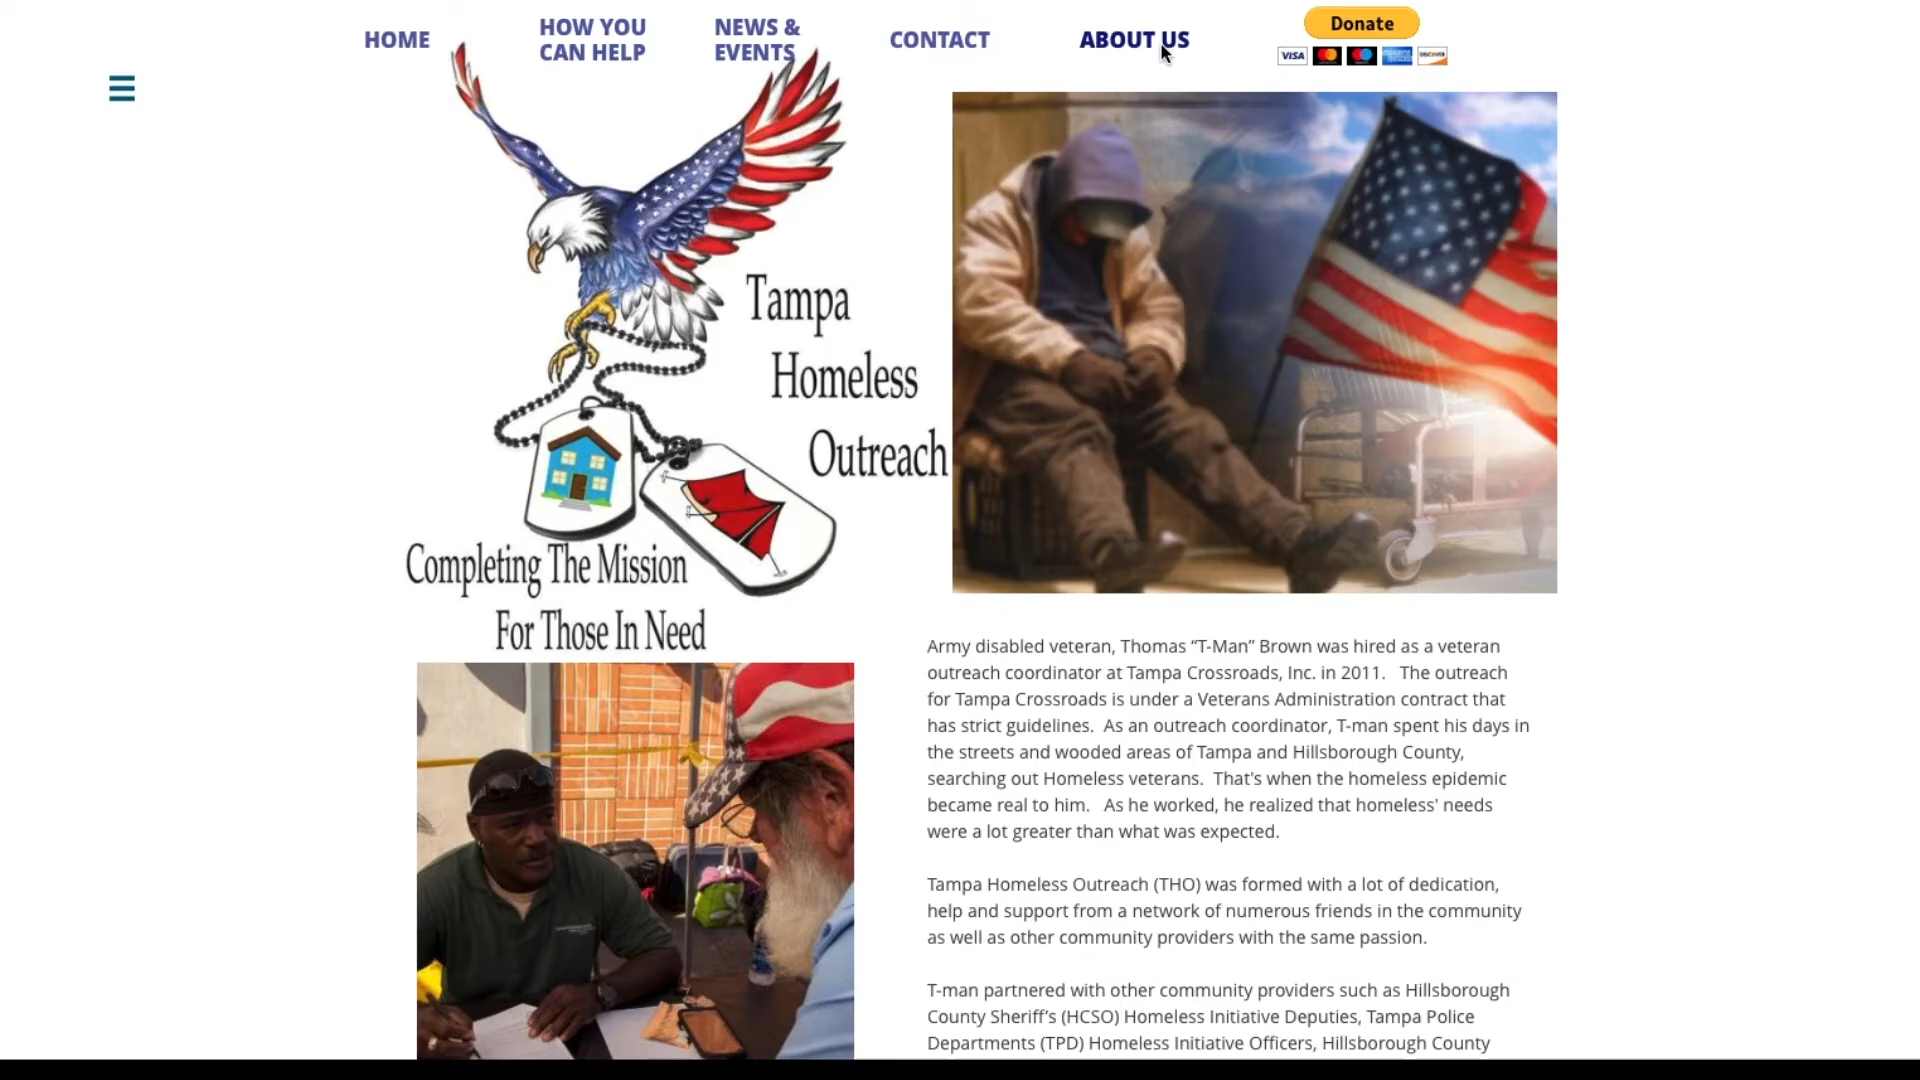 HOME
HOW YOU
CAN HELP
NEWS &
EVENTS
CONTACT
ABOUT US
Donate
VISA
DISCOVER
Tampa
Homeless
Outreach
Completing The Mission
For Those In Need
Army disabled veteran, Thomas “T-Man” Brown was hired as a veteran
outreach coordinator at Tampa Crossroads, Inc. in 2011. The outreach
for Tampa Crossroads is under a Veterans Administration contract that
has strict guidelines. As an outreach coordinator, T-man spent his days in
the streets and wooded areas of Tampa and Hillsborough County,
searching out Homeless veterans. That's when the homeless epidemic
became real to him. As he worked, he realized that homeless' needs
were a lot greater than what was expected.
Tampa Homeless Outreach (THO) was formed with a lot of dedication,
help and support from a network of numerous friends in the community
as well as other community providers with the same passion.
T-man partnered with other community providers such as Hillsborough
County Sheriff’s (HCSO) Homeless Initiative Deputies, Tampa Police
Departments (TPD) Homeless Initiative Officers, Hillsborough County